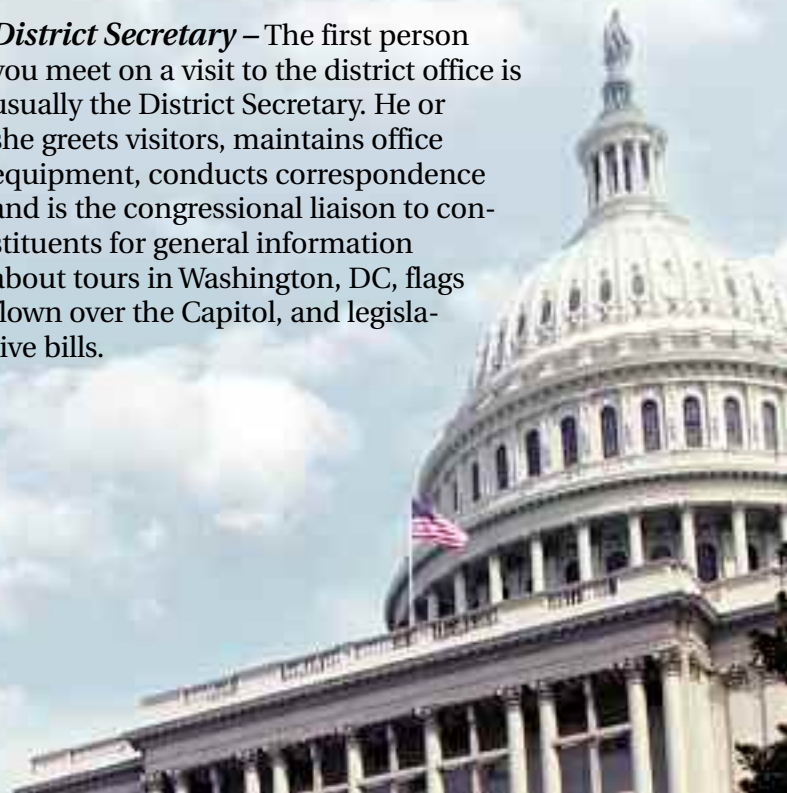 District Secretary – The first person
you meet on a visit to the district office is
usually the District Secretary. He or
she greets visitors, maintains office
equipment, conducts correspondence
and is the congressional liaison to con-
stituents for general information
about tours in Washington, DC, flags
flown over the Capitol, and legisla-
tive bills.